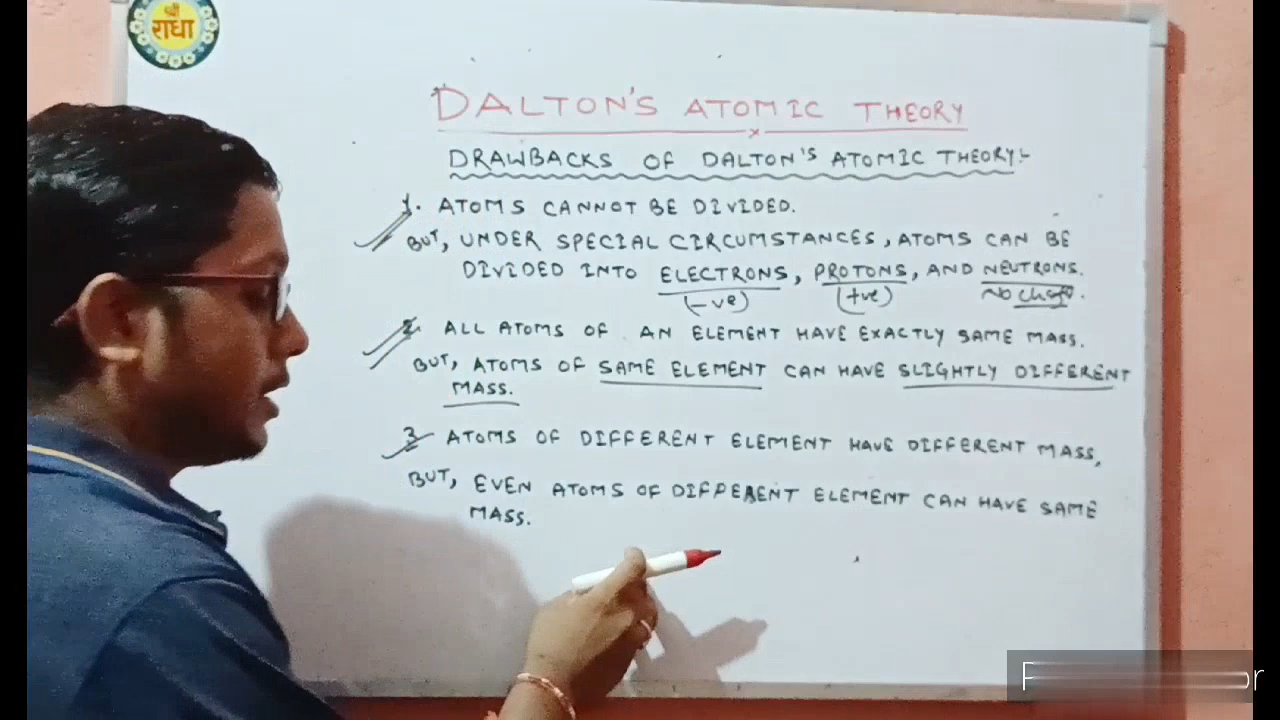 श्री
राधा
DALTON'S ATOMIC THEORY
DRAWBACKS OF DALTON'S ATOMIC THEORY:-
1. ATOMS CANNOT BE DIVIDED.
BUT, UNDER SPECIAL CIRCUMSTANCES, ATOMS CAN BE
DIVIDED INTO ELECTRONS, PROTONS, AND NEUTRONS.
(-ve) (+ve) No
2. ALL ATOMS OF AN ELEMENT HAVE EXACTLY SAME MASS.
BUT, ATOMS OF SAME ELEMENT CAN HAVE SLIGHTLY DIFFERENT
MASS.
3 ATOMS OF DIFFERENT ELEMENT HAVE DIFFERENT MASS,
BUT, EVEN ATOMS OF DIFFERENT ELEMENT CAN HAVE SAME
MASS.